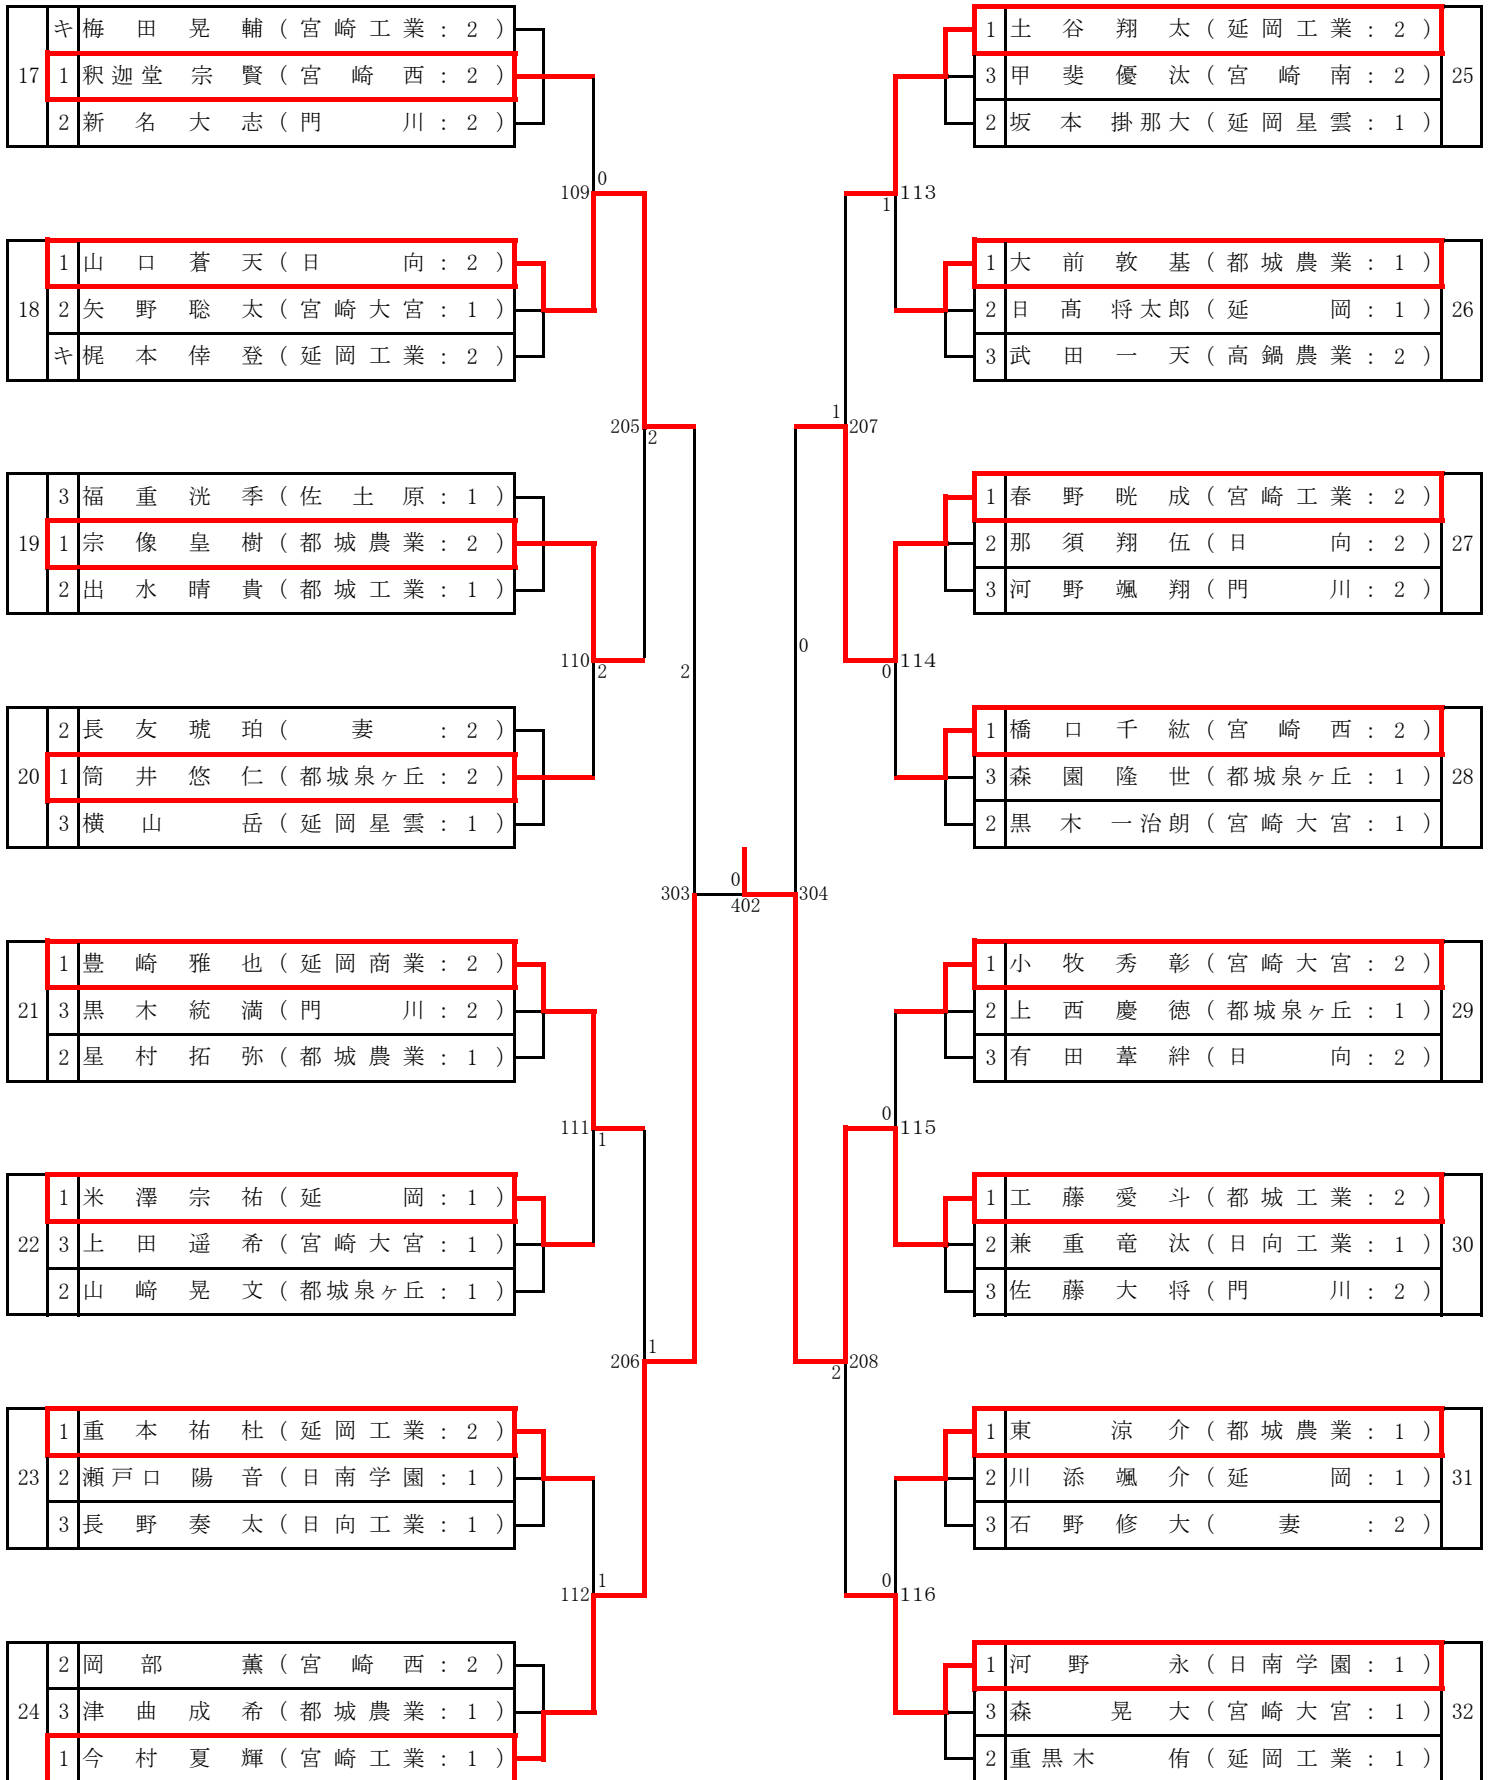 17
キ 梅田晃輔(宮崎工業:2)
1 釈迦堂宗賢(宮崎西:2)
2 新名大志(門川:2)
109
0
18
1 山口蒼天(日向:2)
2 矢野聡太(宮崎大宮:1)
キ 梶本倖登(延岡工業:2)
205
2
19
3 福重洸季(佐土原:1)
1 宗像皇樹(都城農業:2)
2 出水晴貴(都城工業:1)
110
2
2
20
2 長友琥珀(妻:2)
1 筒井悠仁(都城泉ヶ丘:2)
3 横山岳(延岡星雲:1)
303
0
402
304
21
1 豊崎雅也(延岡商業:2)
3 黒木統満(門川:2)
2 星村拓弥(都城農業:1)
111
1
22
1 米澤宗祐(延岡:1)
3 上田遥希(宮崎大宮:1)
2 山﨑晃文(都城泉ヶ丘:1)
206
1
23
1 重本祐杜(延岡工業:2)
2 瀬戸口陽音(日南学園:1)
3 長野奏太(日向工業:1)
112
1
24
2 岡部薫(宮崎西:2)
3 津曲成希(都城農業:1)
1 今村夏輝(宮崎工業:1)
1 土谷翔太(延岡工業:2)
3 甲斐優汰(宮崎南:2)
2 坂本掛那大(延岡星雲:1)
25
1
113
1 大前敦基(都城農業:1)
2 日髙将太郎(延岡:1)
3 武田一天(高鍋農業:2)
26
1
207
1 春野晄成(宮崎工業:2)
2 那須翔伍(日向:2)
3 河野颯翔(門川:2)
27
0
0
114
1 橋口千紘(宮崎西:2)
3 森園隆世(都城泉ヶ丘:1)
2 黒木一治朗(宮崎大宮:1)
28
1 小牧秀彰(宮崎大宮:2)
2 上西慶徳(都城泉ヶ丘:1)
3 有田葦絆(日向:2)
29
0
115
1 工藤愛斗(都城工業:2)
2 兼重竜汰(日向工業:1)
3 佐藤大将(門川:2)
30
2
208
1 東涼介(都城農業:1)
2 川添颯介(延岡:1)
3 石野修大(妻:2)
31
0
116
1 河野永(日南学園:1)
3 森晃大(宮崎大宮:1)
2 重黒木侑(延岡工業:1)
32